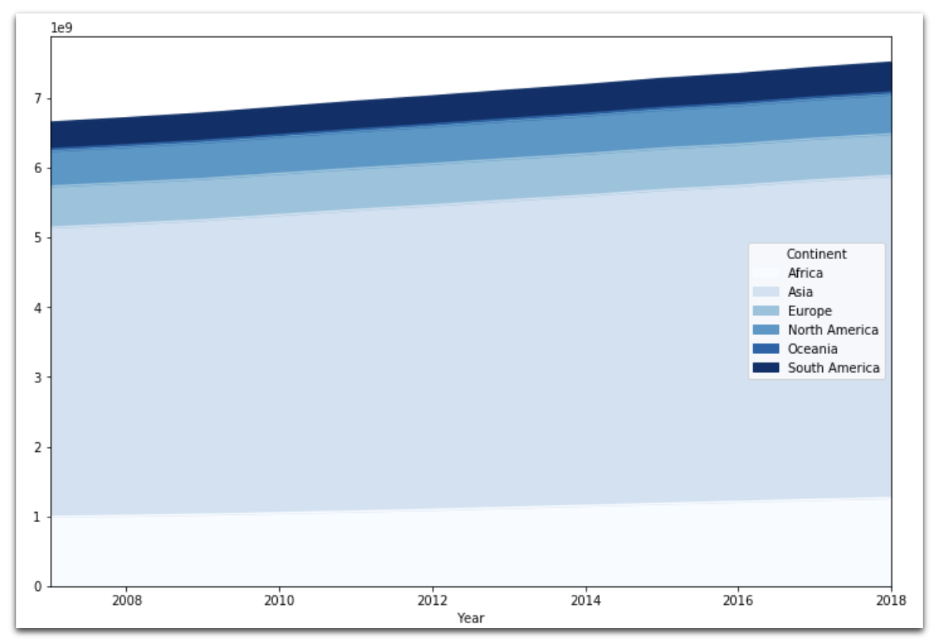 1e9
7
6
5
4
3
2
1
0
Continent
Africa
Asia
Europe
North America
Oceania
South America
2008 2010 2012 2014 2016 2018
Year